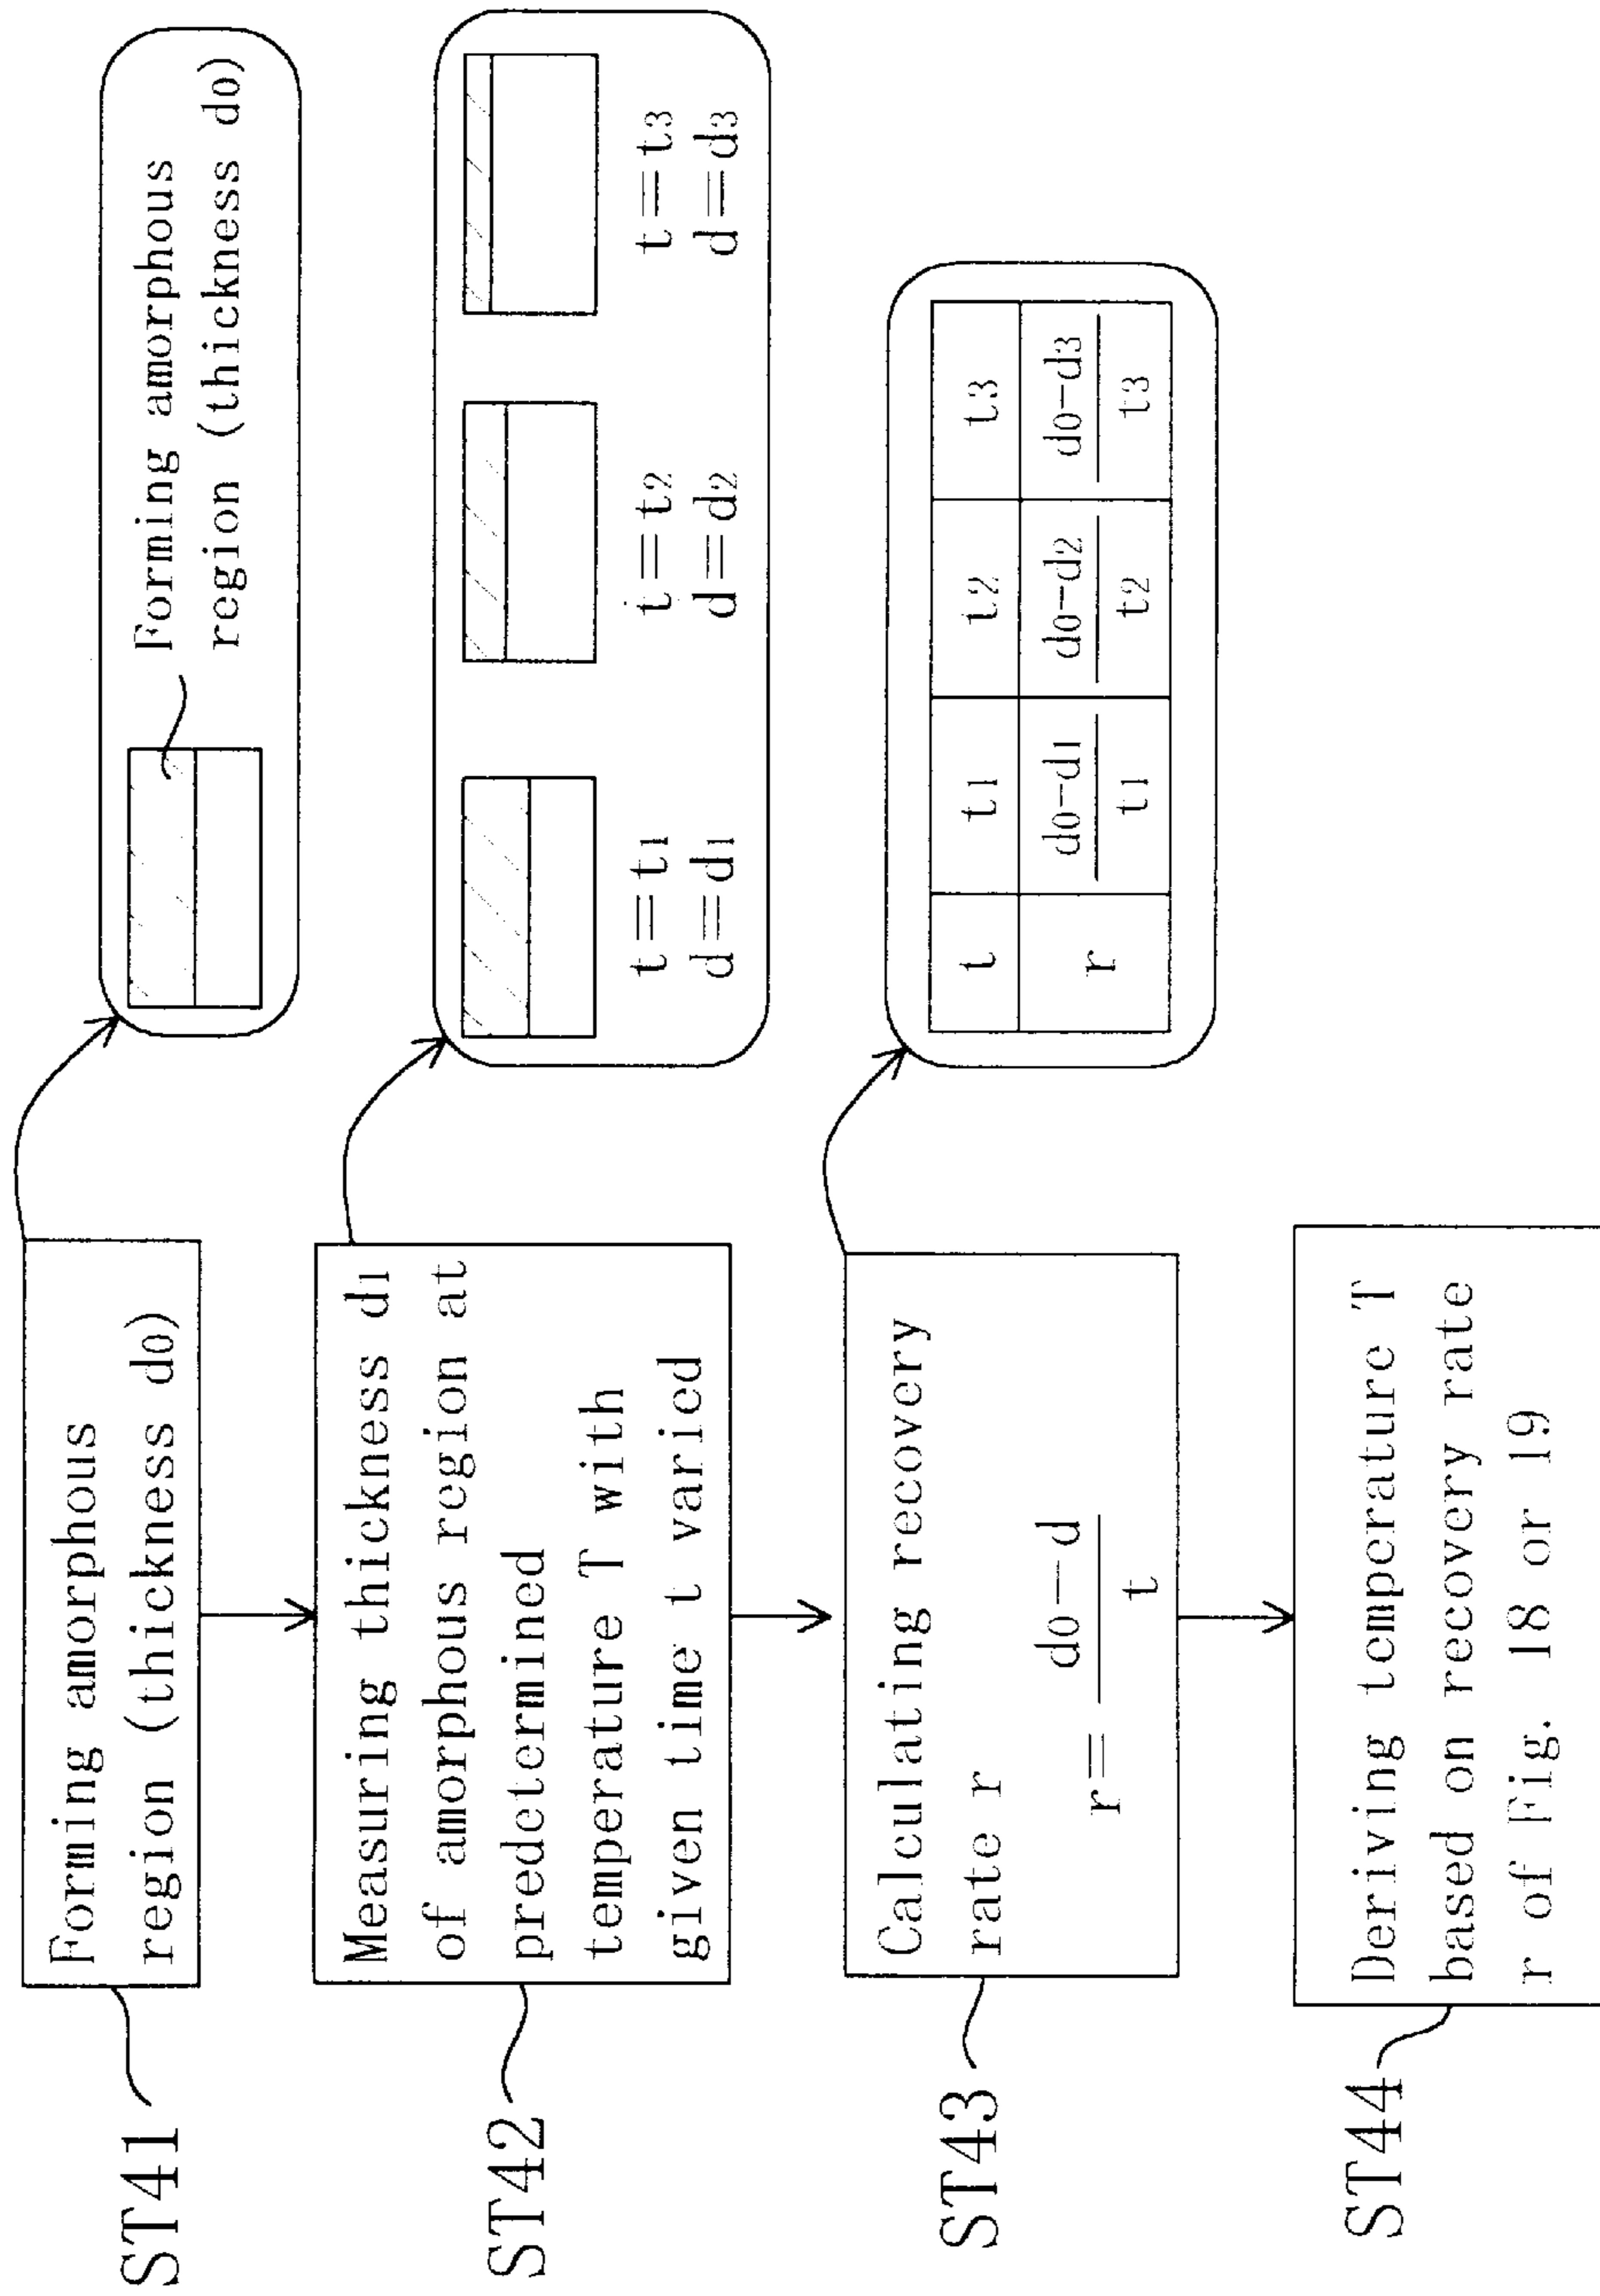 ST41
Forming amorphous
region (thickness d0)
Forming amorphous
region (thickness d0)
ST42
Measuring thickness d1
of amorphous region at
predetermined
temperature T with
given time t varied
t=t1
d=d1
t=t2
d=d2
t=t3
d=d3
ST43
Calculating recovery
rate r
r= d0-d
t
t t1 t2 t3
r d0-d1 d0-d2 d0-d3
t1 t2 t3
ST44
Deriving temperature T
based on recovery rate
r of Fig. 18 or 19